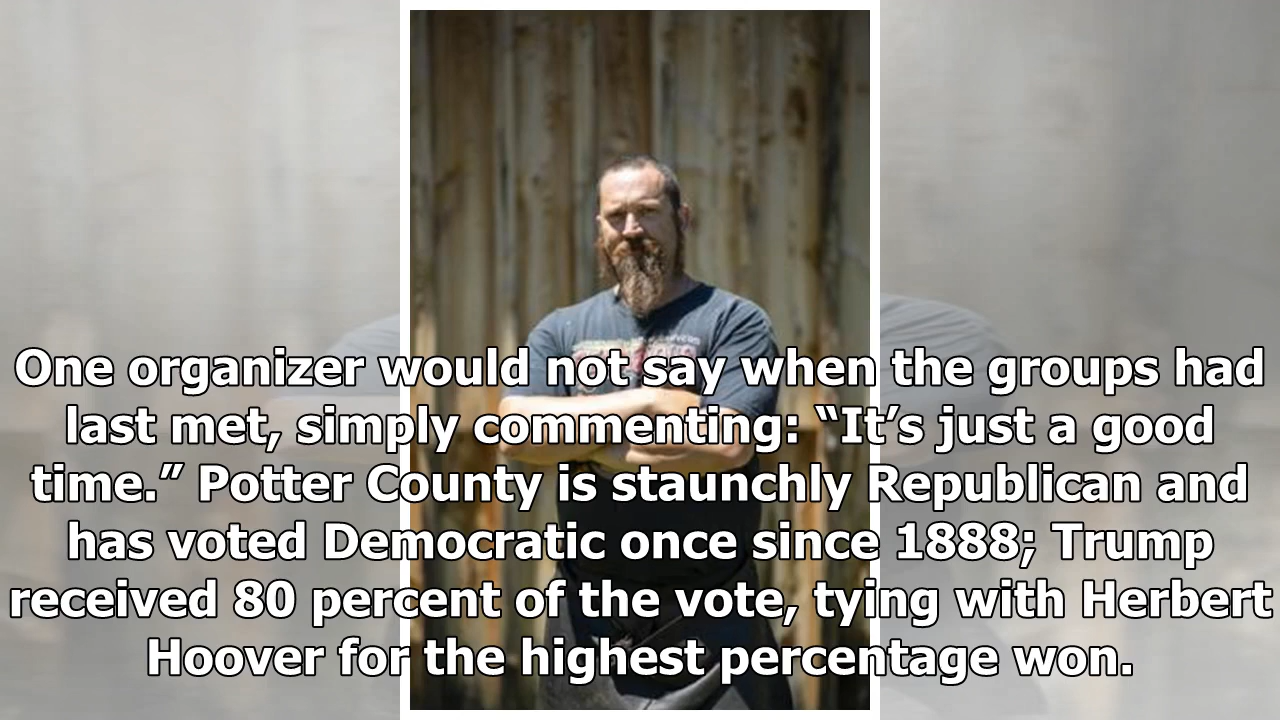 One organizer would not say when the groups had
last met, simply commenting: “It’s just a good
time.” Potter County is staunchly Republican and
has voted Democratic once since 1888; Trump
received 80 percent of the vote, tying with Herbert
Hoover for the highest percentage won.